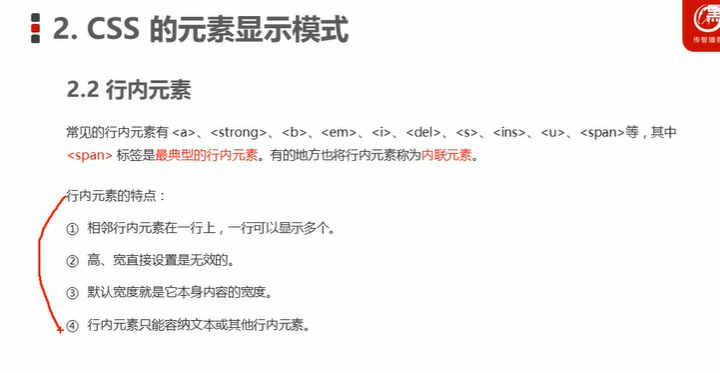 2. CSS 的元素显示模式
2.2 行内元素
常见的行内元素有 <a>、<strong>、<b>、<em>、<i>、<del>、<s>、<ins>、<u>、<span>等，其中
<span> 标签是最典型的行内元素。有的地方也将行内元素称为内联元素。
行内元素的特点：
① 相邻行内元素在一行上，一行可以显示多个。
② 高、宽直接设置是无效的。
③ 默认宽度就是它本身内容的宽度。
④ 行内元素只能容纳文本或其他行内元素。